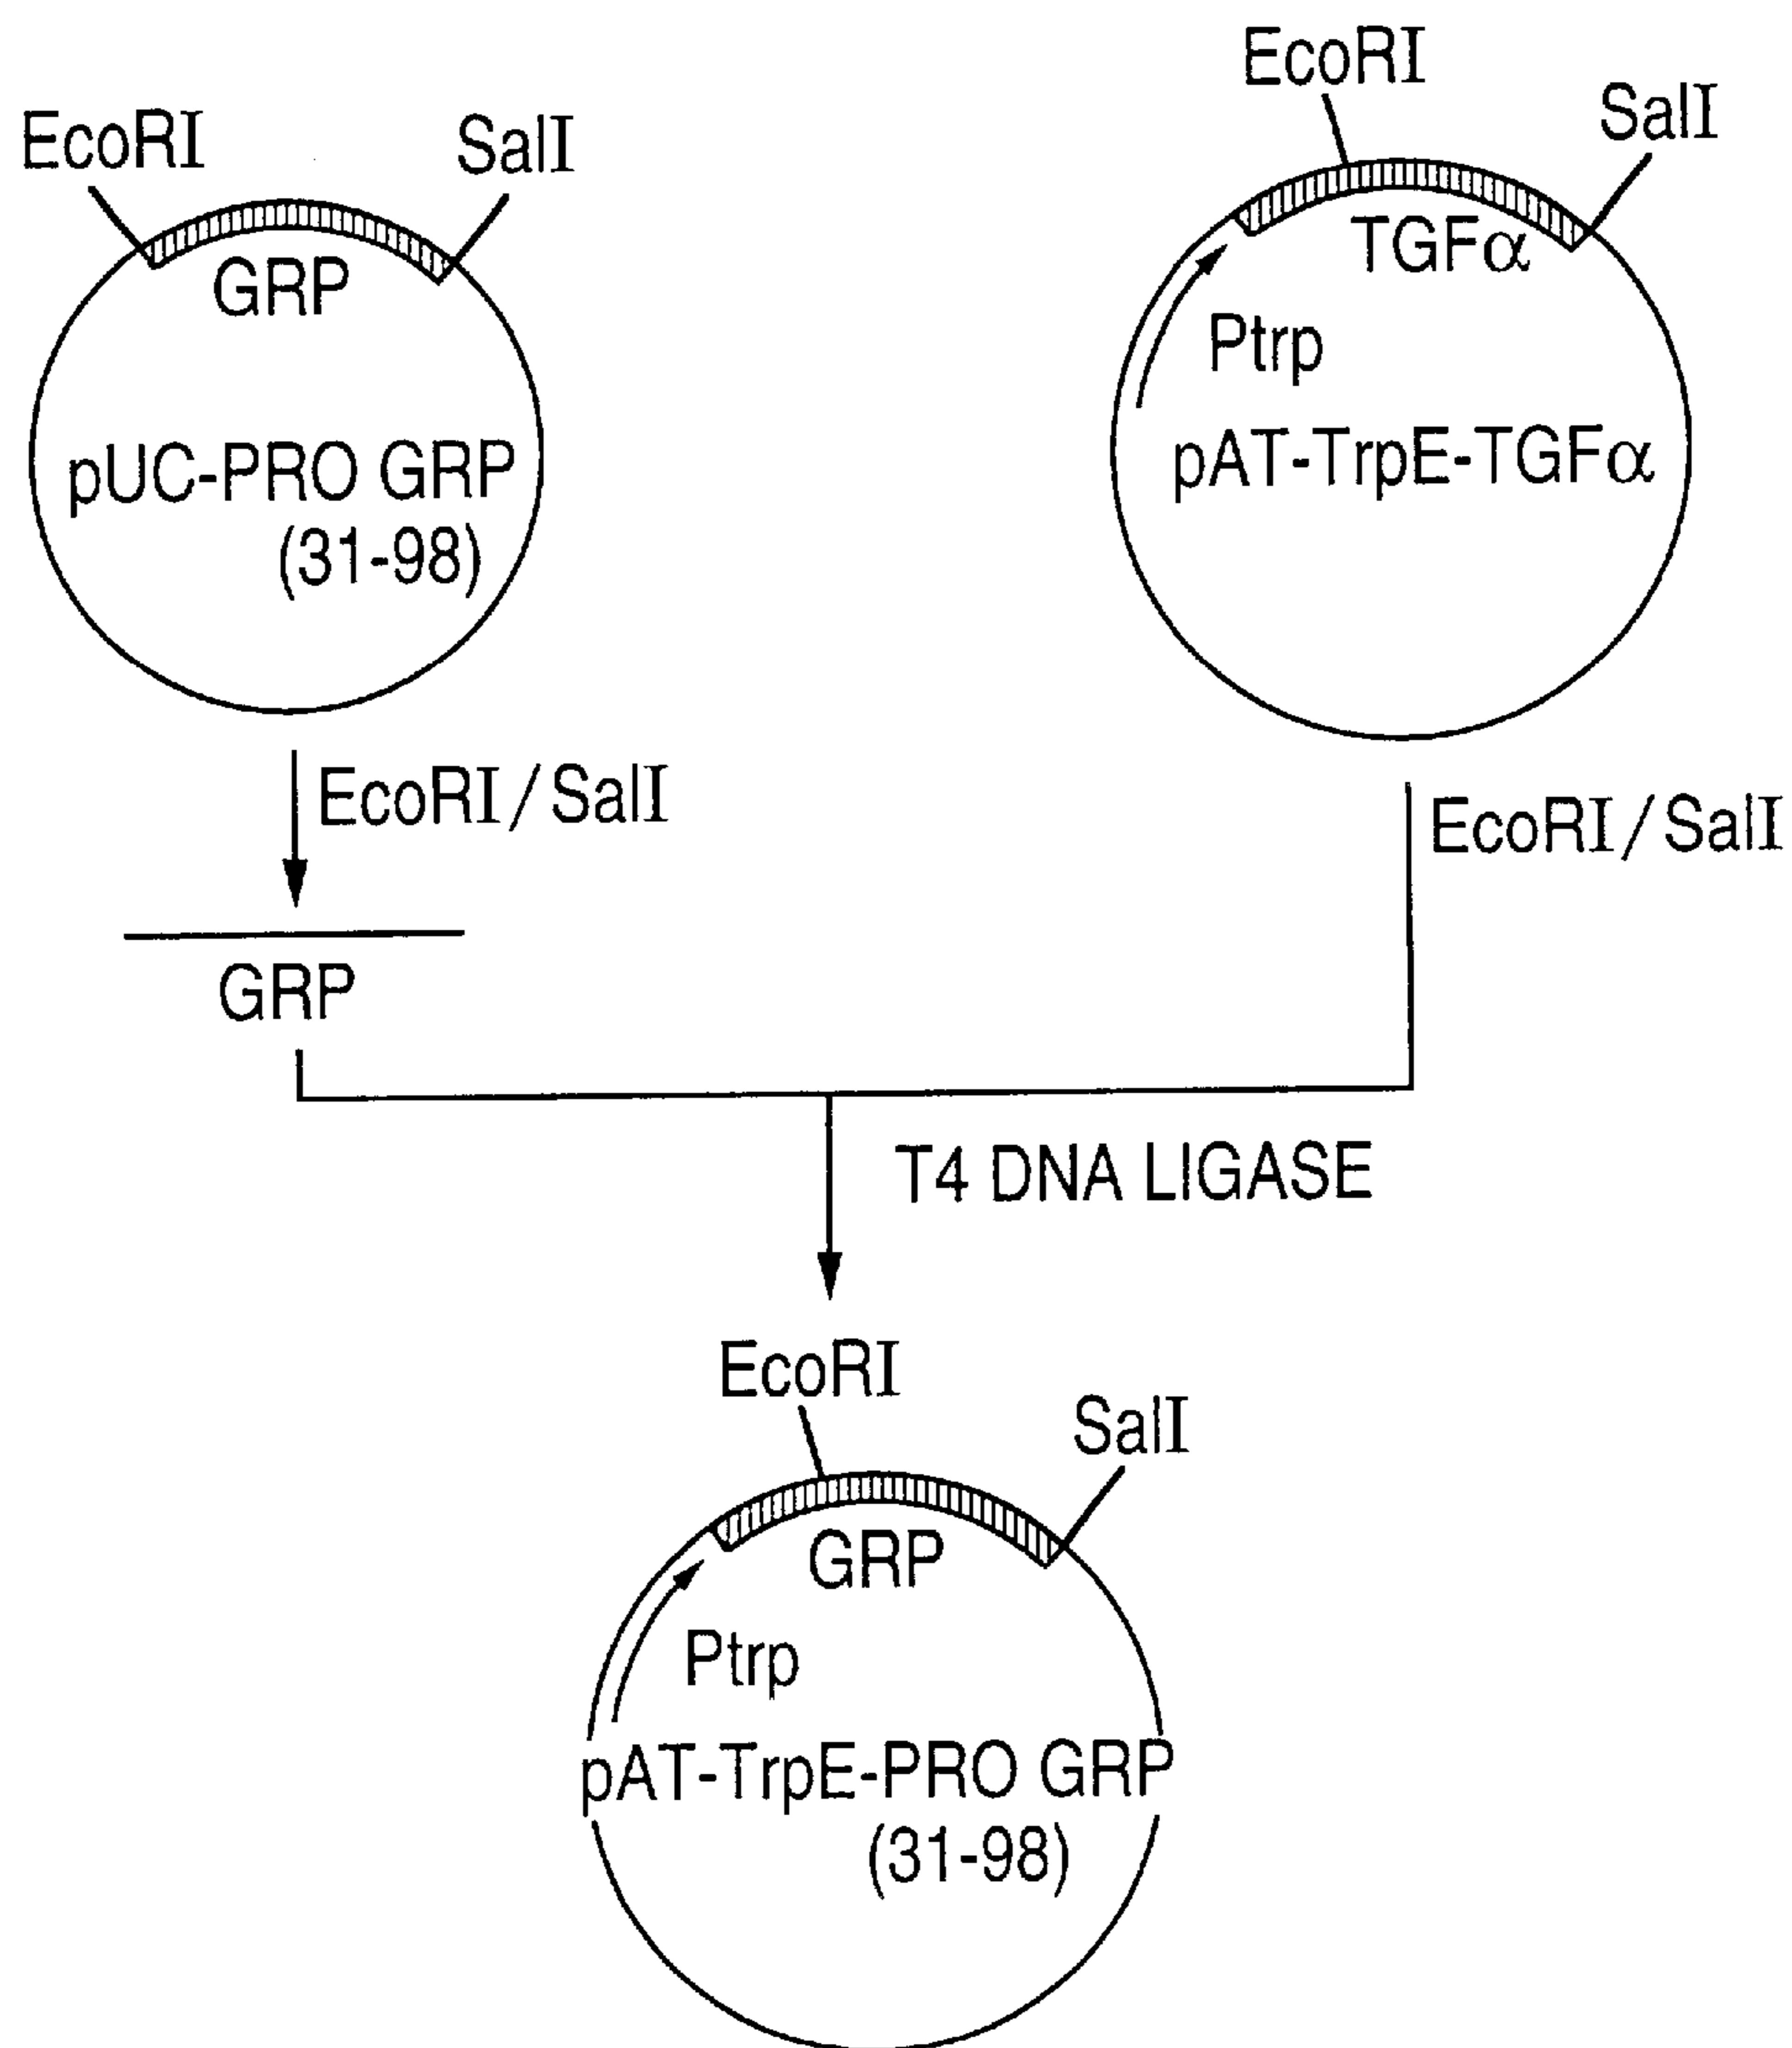 EcoRI
SalI
GRP
pUC-PRO GRP
(31-98)
EcoRI
SalI
TGFα
Ptrp
pAT-TrpE-TGFα
EcoRI/SalI
EcoRI/SalI
GRP
T4 DNA LIGASE
EcoRI
SalI
GRP
Ptrp
pAT-TrpE-PRO GRP
(31-98)